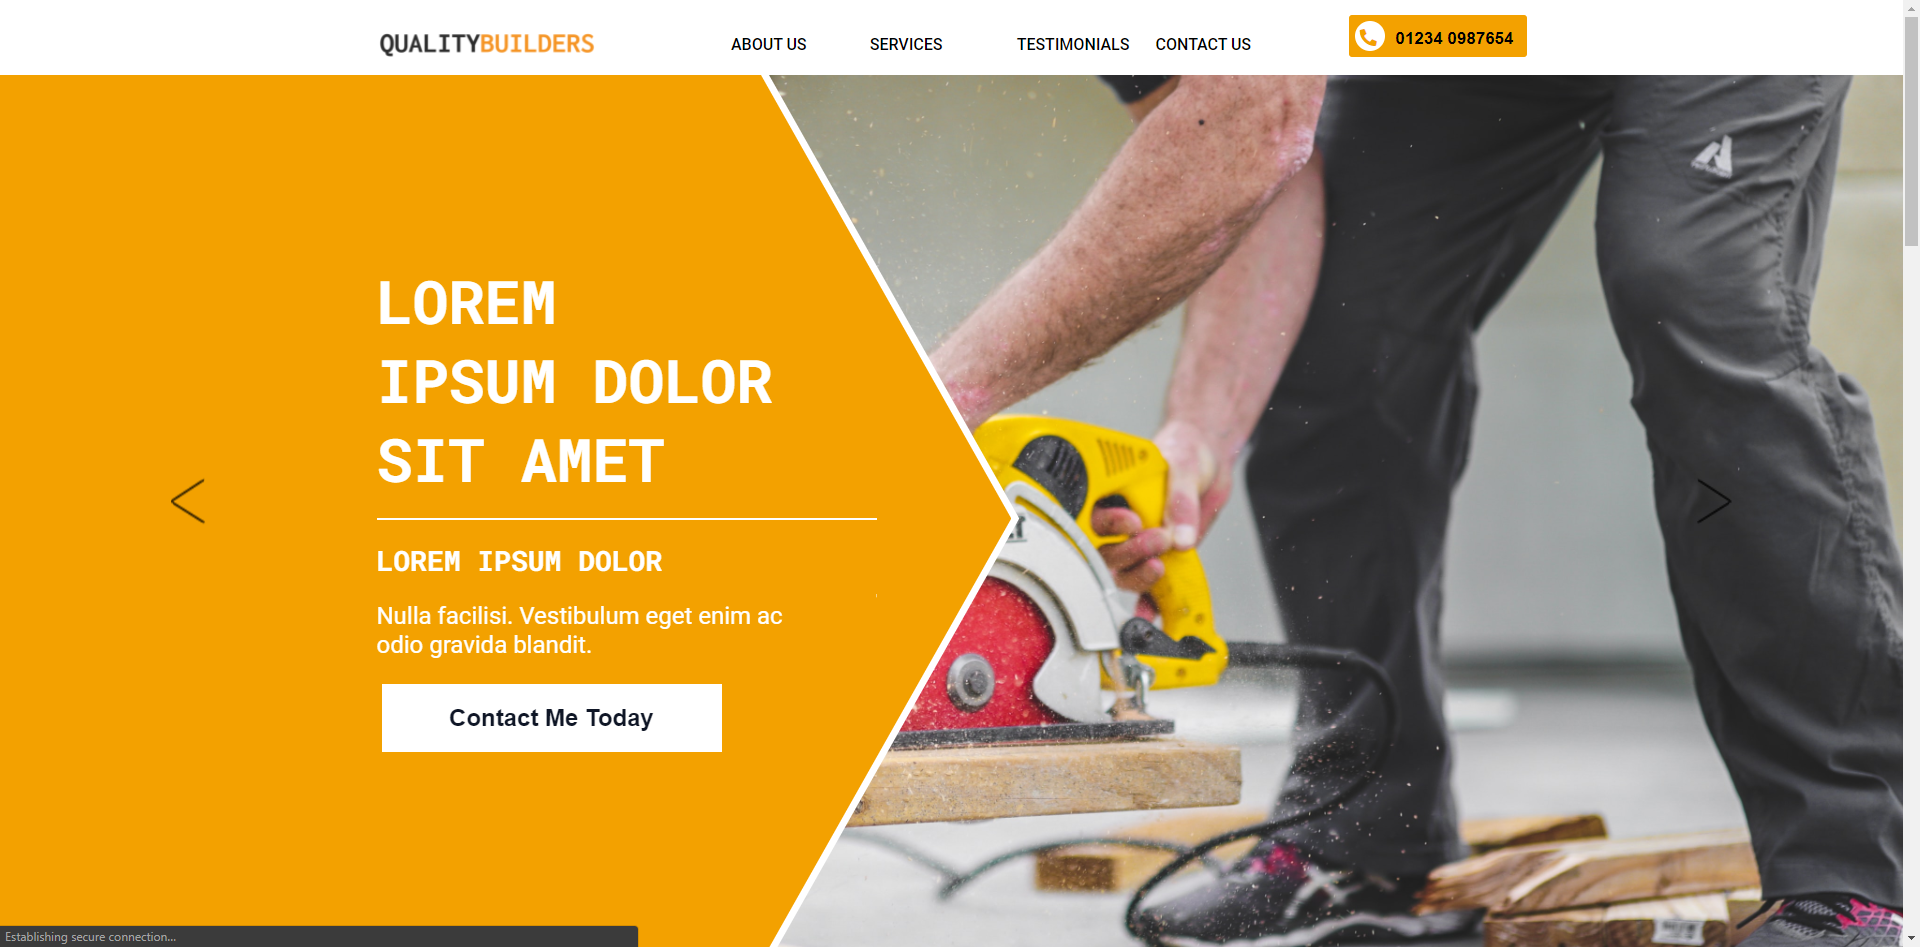 QUALITYBUILDERS
ABOUT US
SERVICES
TESTIMONIALS
CONTACT US
01234 0987654
LOREM
IPSUM DOLOR
SIT AMET
LOREM IPSUM DOLOR
Nulla facilisi. Vestibulum eget enim ac
odio gravida blandit.
Contact Me Today
Establishing secure connection...